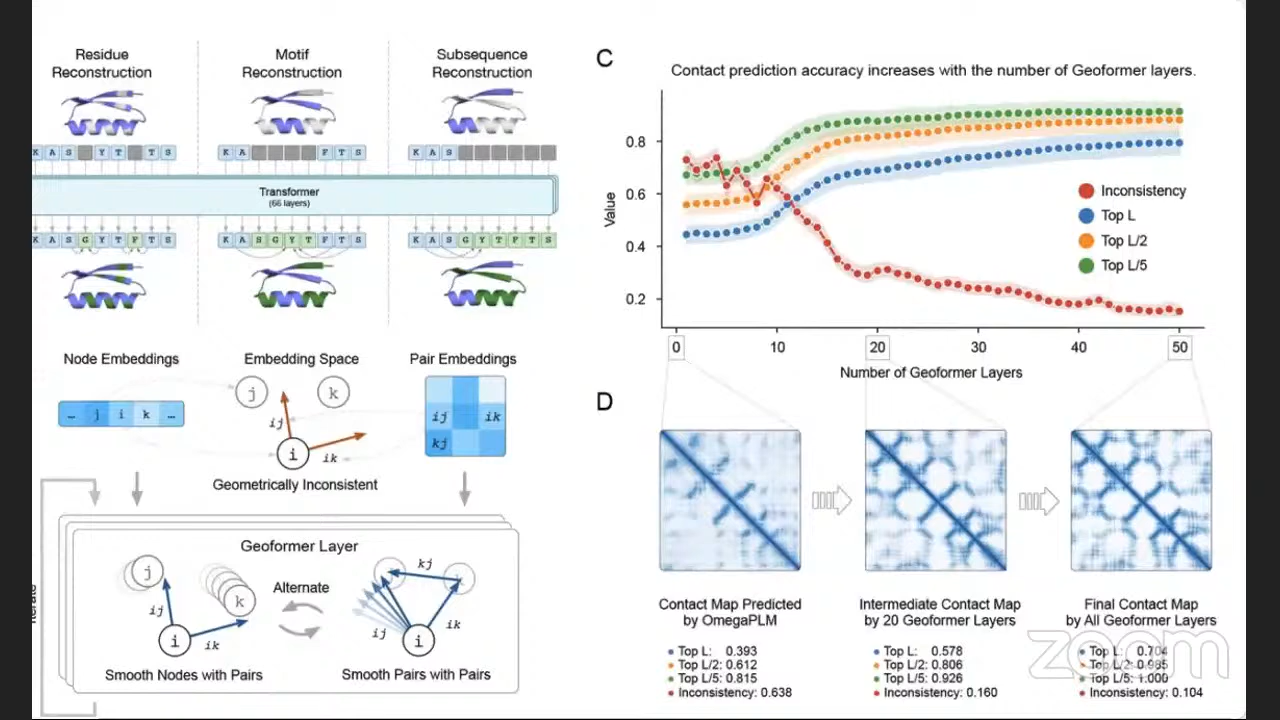 Residue
Reconstruction
Motif
Reconstruction
Subsequence
Reconstruction
K A S Y T T S
K A F T S
K A S
Transformer
(66 layers)
K A S G Y T F T S
K A S G Y T F T S
K A S G Y T F T S
Node Embeddings
Embedding Space
Pair Embeddings
… j i k …
j
k
ij
i
ik
ij
ik
kj
Geometrically Inconsistent
Geoformer Layer
j
k
ij
i
ik
Alternate
kj
ij
i
ik
Smooth Nodes with Pairs
Smooth Pairs with Pairs
C
Contact prediction accuracy increases with the number of Geoformer layers.
Value
0.8
0.6
0.4
0.2
Inconsistency
Top L
Top L/2
Top L/5
0 10 20 30 40 50
Number of Geoformer Layers
D
Contact Map Predicted
by OmegaPLM
Top L: 0.393
Top L/2: 0.612
Top L/5: 0.815
Inconsistency: 0.638
Intermediate Contact Map
by 20 Geoformer Layers
Top L: 0.578
Top L/2: 0.806
Top L/5: 0.926
Inconsistency: 0.160
Final Contact Map
by All Geoformer Layers
Top L: 0.704
Top L/2: 0.985
Top L/5: 1.000
Inconsistency: 0.104
zoom